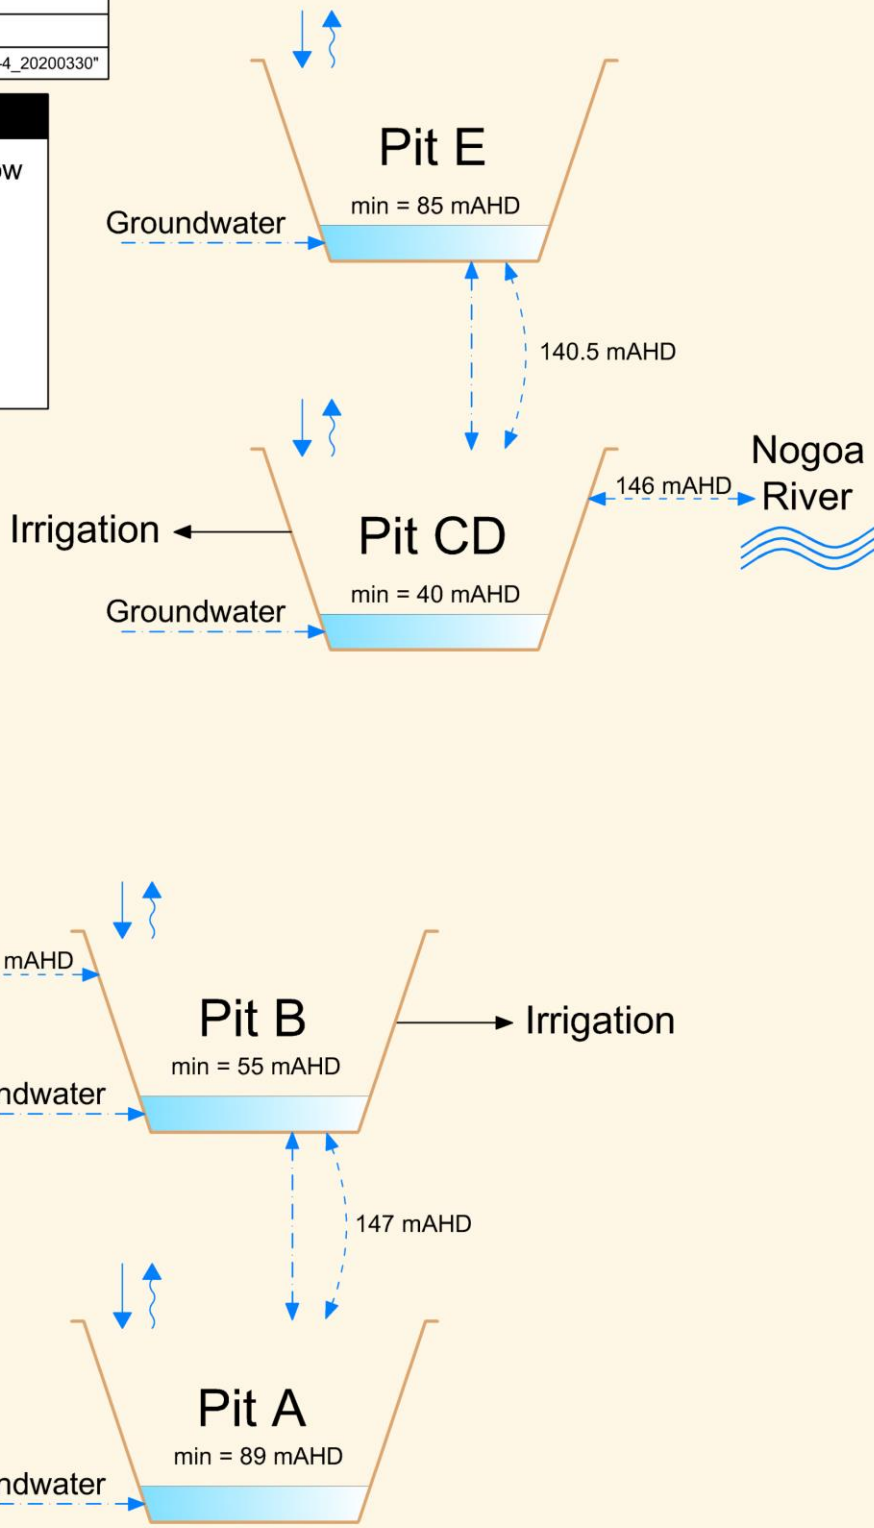 -4_20200330"
ow
Pit E
min = 85 mAHD
Groundwater
140.5 mAHD
Nogoa
River
146 mAHD
Irrigation
Pit CD
min = 40 mAHD
Groundwater
mAHD
Pit B
Irrigation
min = 55 mAHD
ndwater
147 mAHD
Pit A
min = 89 mAHD
ndwater